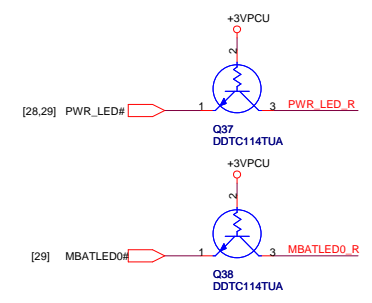 +3VPCU
2
[28,29] PWR_LED# 1 3 PWR_LED_R
Q37
DDTC114TUA
+3VPCU
2
[29] MBATLED0# 1 3 MBATLED0_R
Q38
DDTC114TUA